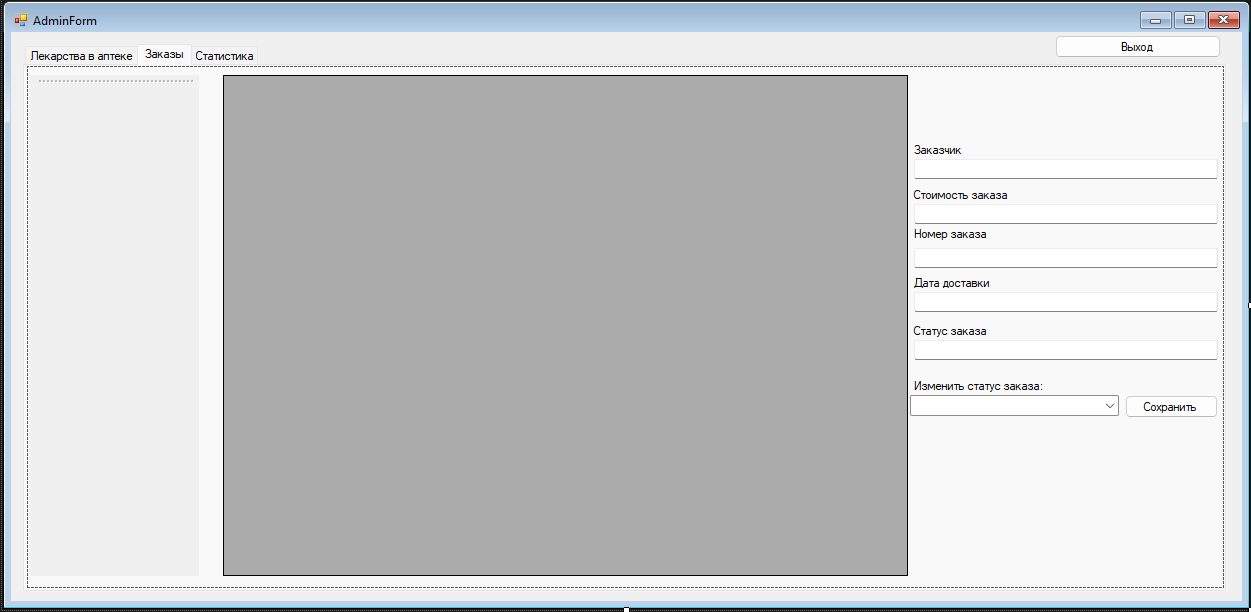 AdminForm
Выход
Лекарства в аптеке Заказы Статистика
Заказчик
Стоимость заказа
Номер заказа
Дата доставки
Статус заказа
Изменить статус заказа:
Сохранить